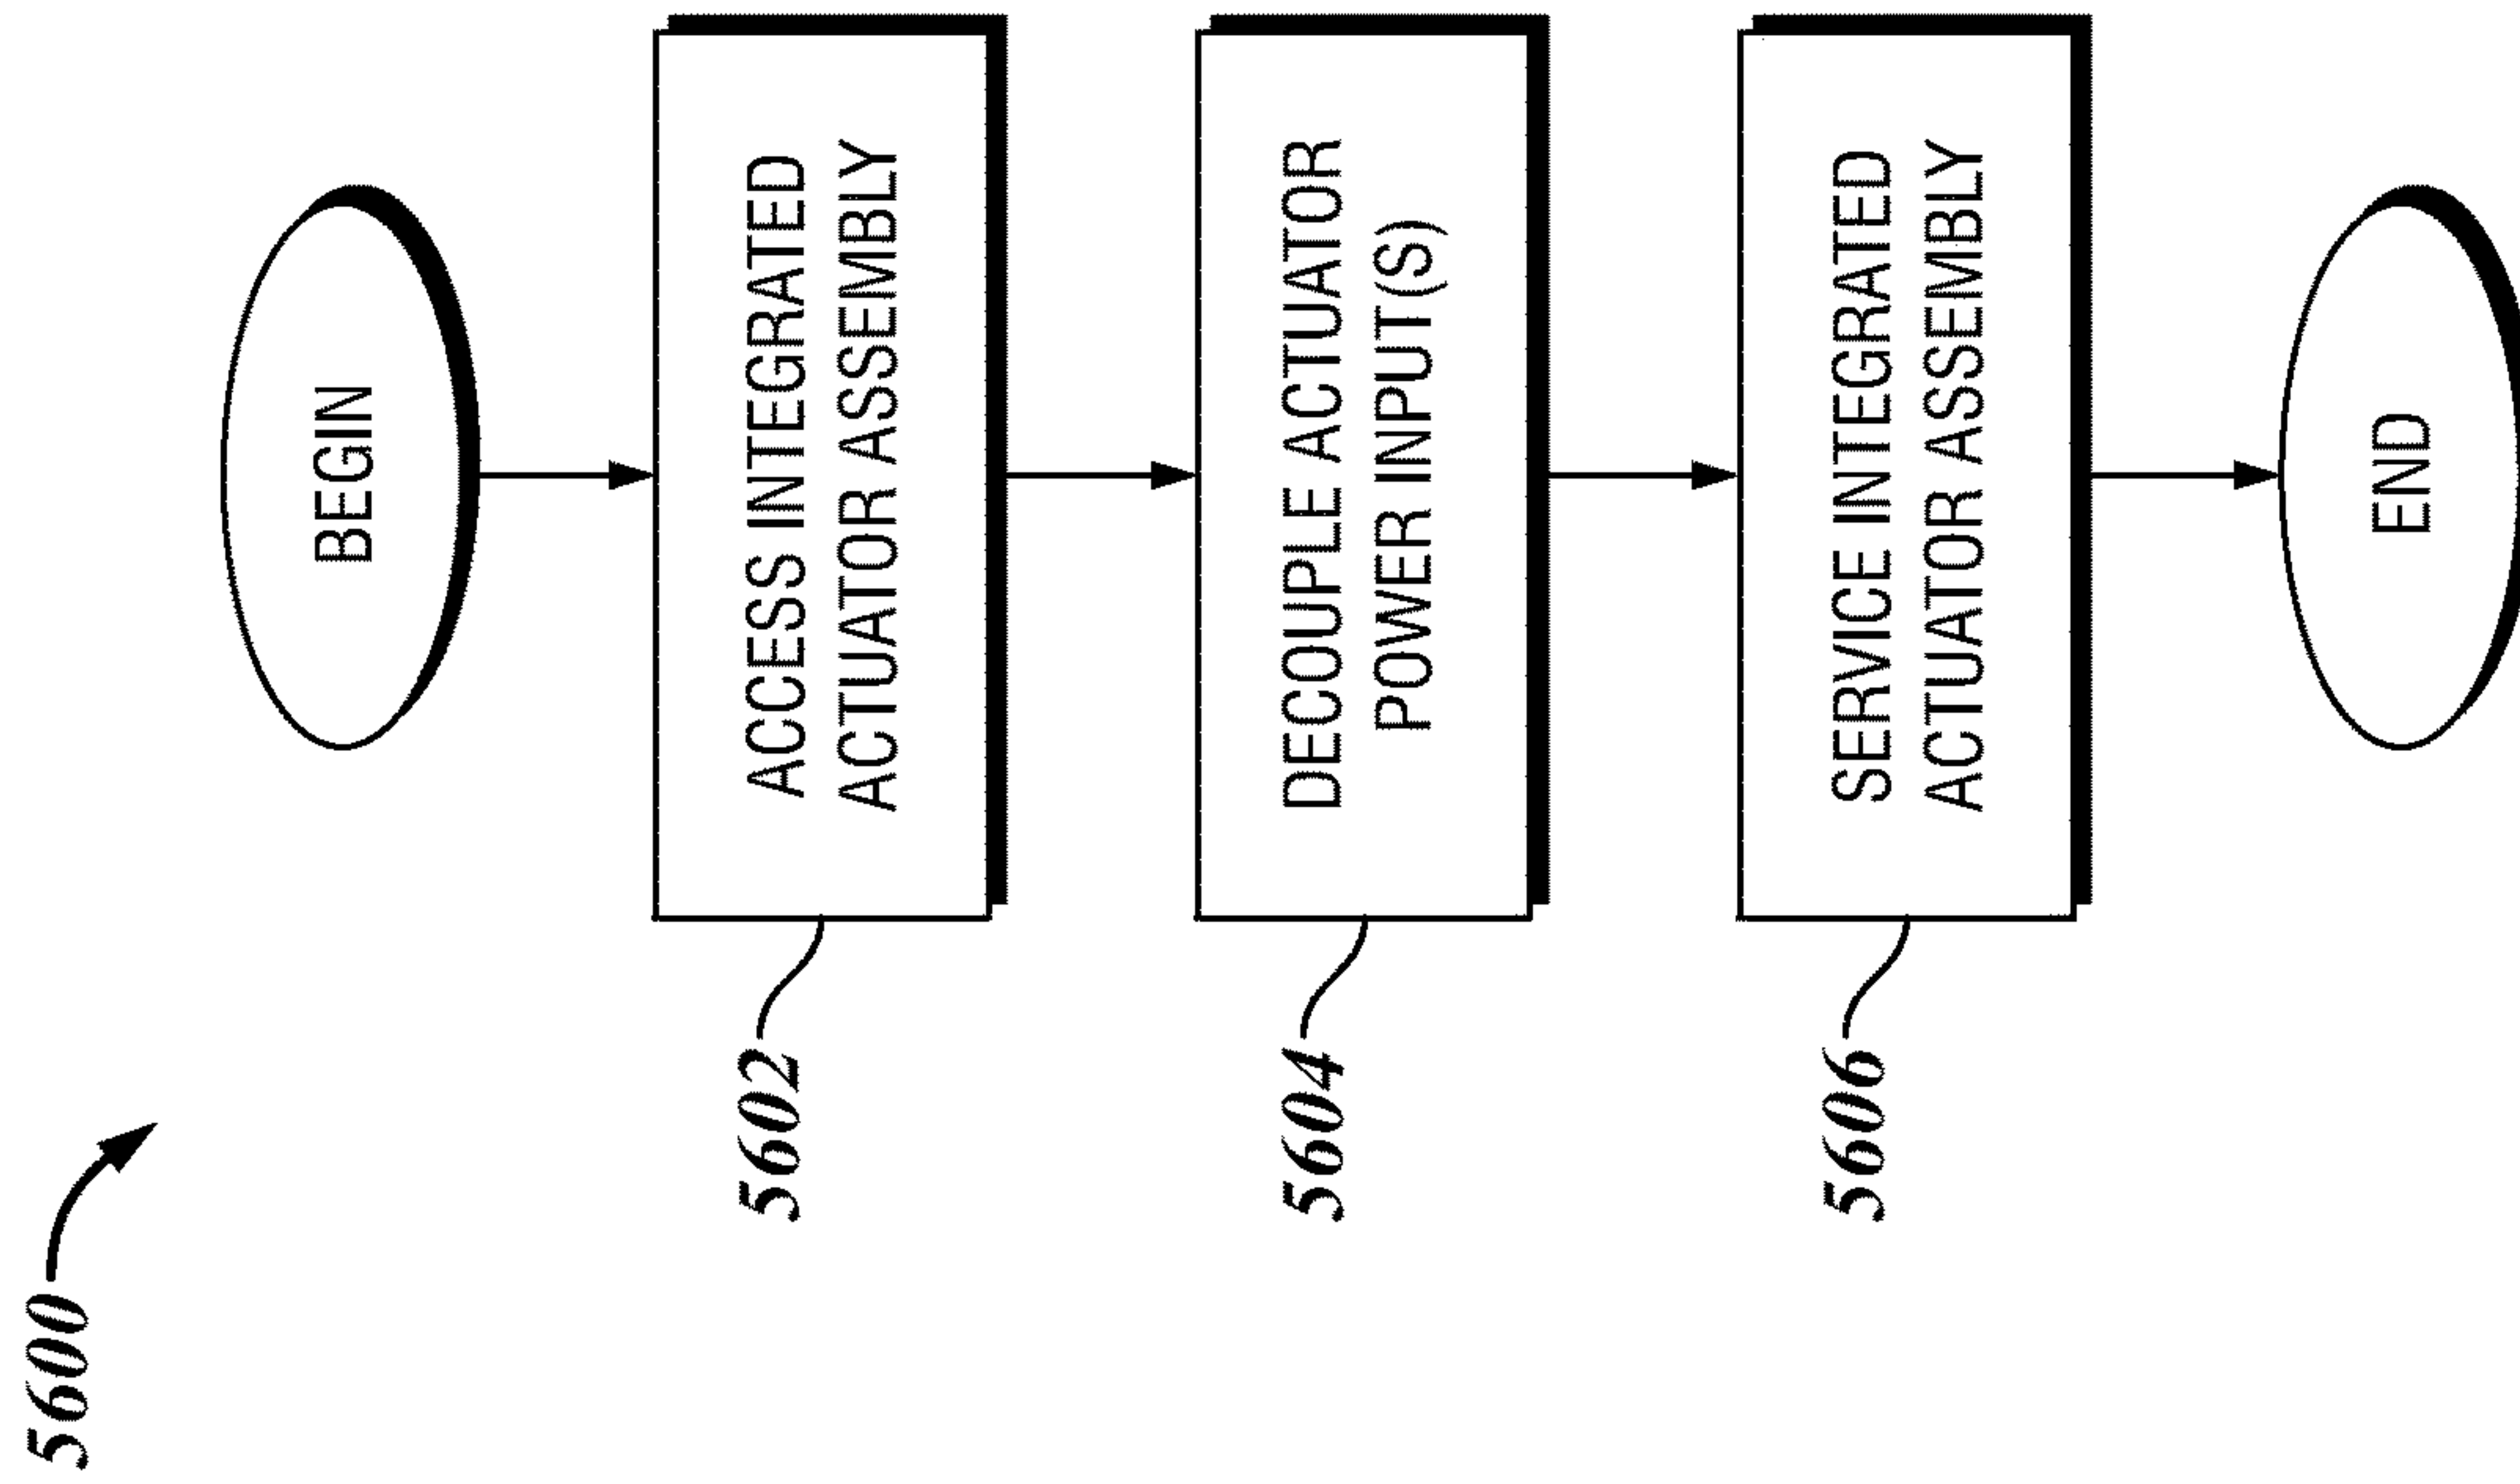 5600
BEGIN
5602
ACCESS INTEGRATED
ACTUATOR ASSEMBLY
5604
DECOUPLE ACTUATOR
POWER INPUT(S)
5606
SERVICE INTEGRATED
ACTUATOR ASSEMBLY
END